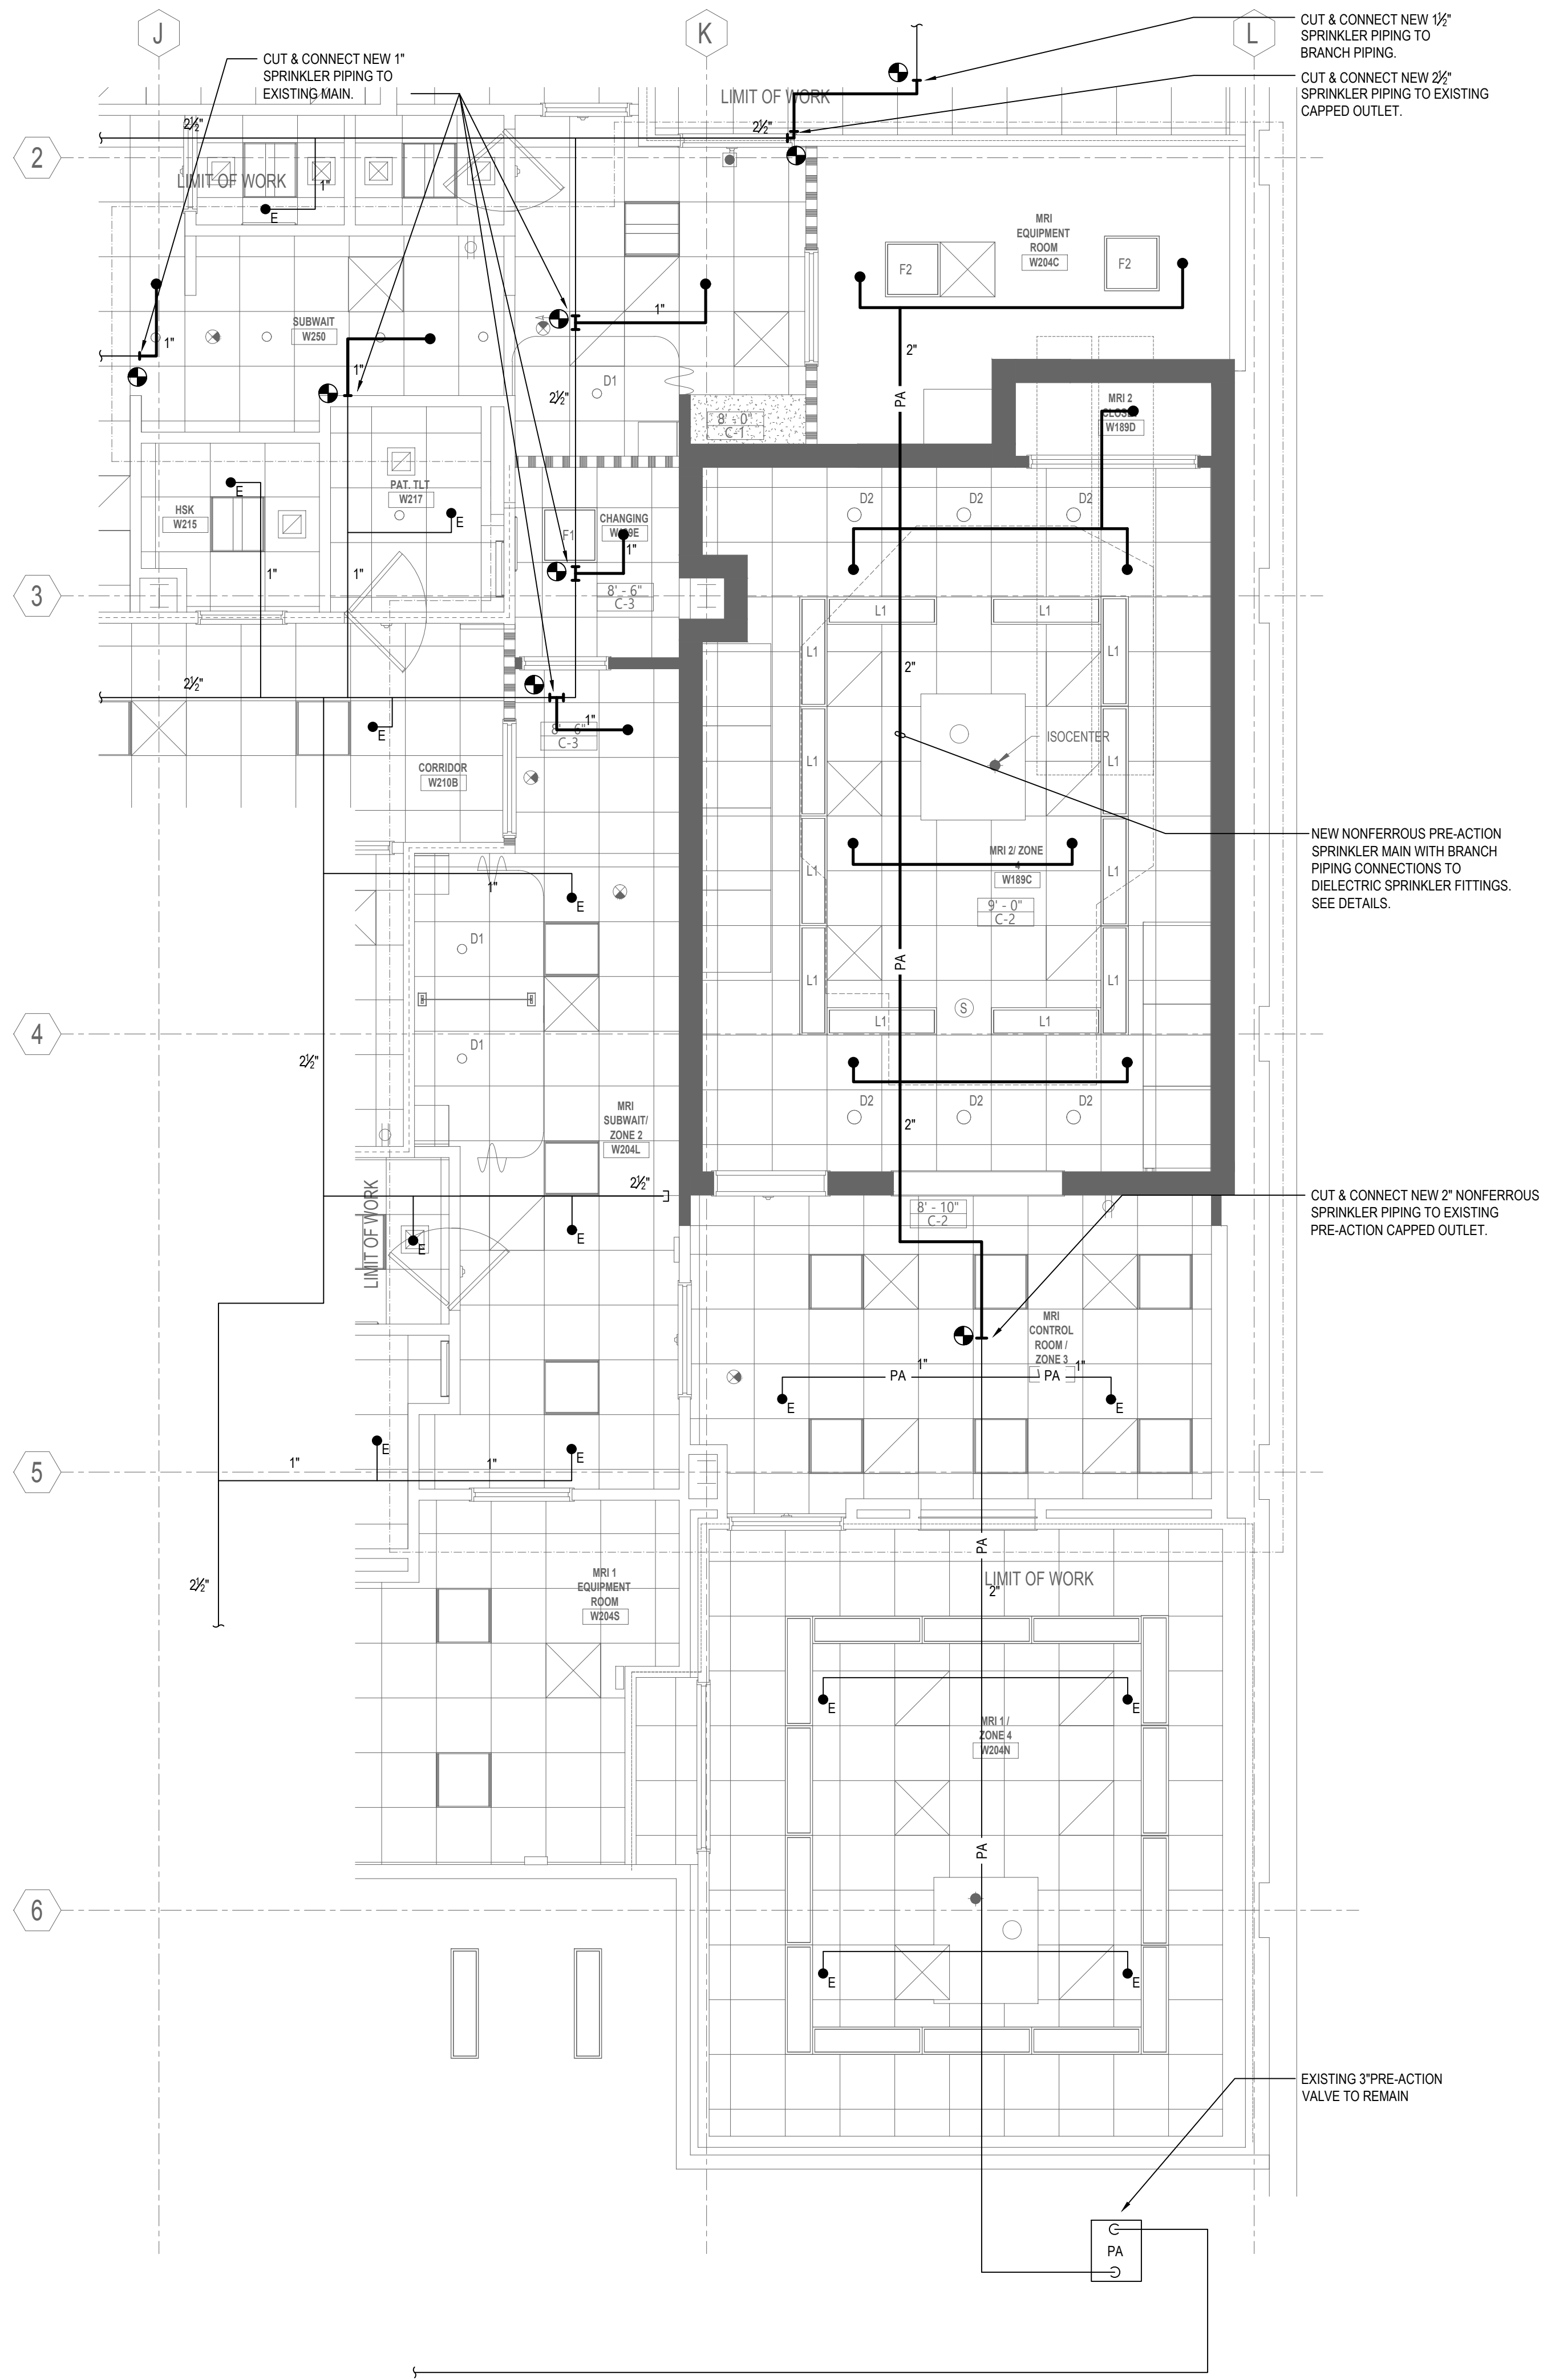 J
K
L
CUT & CONNECT NEW 1"
SPRINKLER PIPING TO
EXISTING MAIN.
CUT & CONNECT NEW 1½"
SPRINKLER PIPING TO
BRANCH PIPING.
CUT & CONNECT NEW 2½"
SPRINKLER PIPING TO EXISTING
CAPPED OUTLET.
LIMIT OF WORK
2½"
2½"
2
LIMIT OF WORK
1"
E
MRI
EQUIPMENT
ROOM
W204C
F2
F2
SUBWAIT
W250
1"
1"
1"
2"
D1
2½"
PA
8' - 0"
C-1
MRI 2
W189D
HSK
W215
E
PAT. TLT
W217
E
F1
CHANGING
1"
D2
D2
D2
1"
1"
8' - 6"
C-3
3
L1
L1
L1
L1
2"
2½"
E
8' - 6"
C-3
1"
ISOCENTER
CORRIDOR
W210B
L1
L1
NEW NONFERROUS PRE-ACTION
SPRINKLER MAIN WITH BRANCH
PIPING CONNECTIONS TO
DIELECTRIC SPRINKLER FITTINGS.
SEE DETAILS.
MRI 2/ ZONE
4
W189C
L1
L1
1"
E
9' - 0"
C-2
D1
PA
L1
L1
S
L1
L1
4
D1
2½"
D2
D2
D2
MRI
SUBWAIT/
ZONE 2
W204L
2"
2½"
LIMIT OF WORK
E
E
8' - 10"
C-2
CUT & CONNECT NEW 2" NONFERROUS
SPRINKLER PIPING TO EXISTING
PRE-ACTION CAPPED OUTLET.
MRI
CONTROL
ROOM /
ZONE 3
1"
1"
PA
PA
E
E
5
E
E
1"
1"
PA
LIMIT OF WORK
2"
2½"
MRI 1
EQUIPMENT
ROOM
W204S
E
E
MRI 1 /
ZONE 4
W204N
PA
6
E
E
EXISTING 3"PRE-ACTION
VALVE TO REMAIN
PA